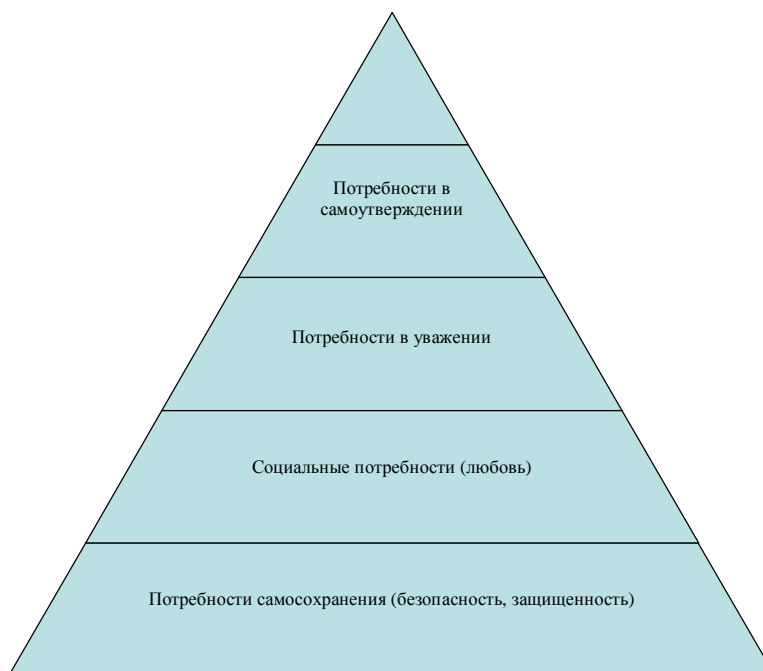 Потребности в
самоутверждении
Потребности в уважении
Социальные потребности (любовь)
Потребности самосохранения (безопасность, защищенность)